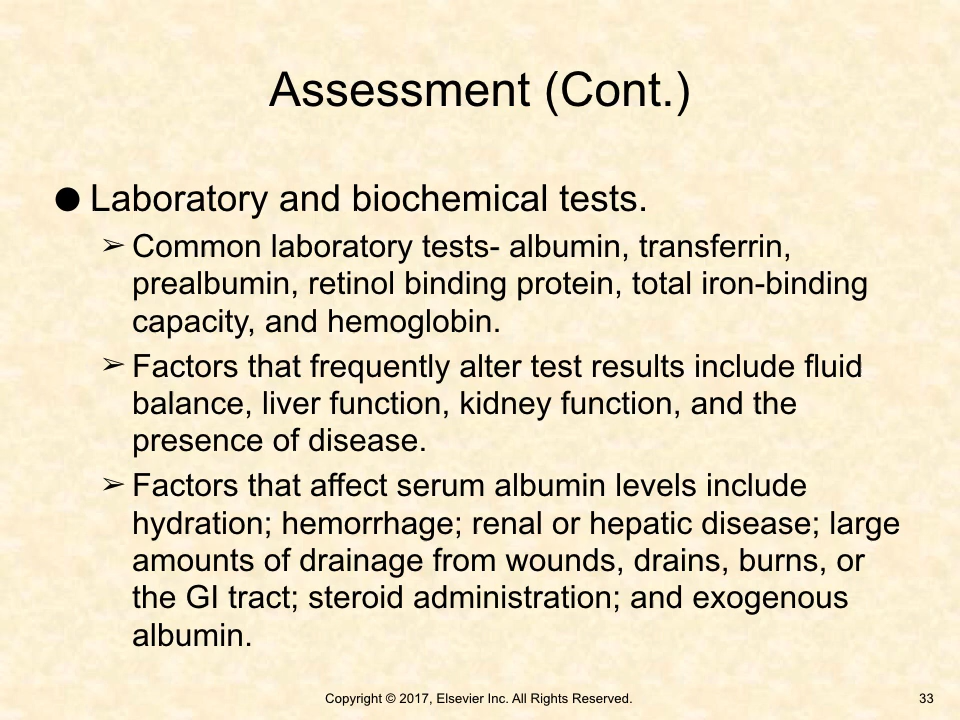 Assessment (Cont.)
● Laboratory and biochemical tests.
➢ Common laboratory tests- albumin, transferrin,
prealbumin, retinol binding protein, total iron-binding
capacity, and hemoglobin.
➢ Factors that frequently alter test results include fluid
balance, liver function, kidney function, and the
presence of disease.
➢ Factors that affect serum albumin levels include
hydration; hemorrhage; renal or hepatic disease; large
amounts of drainage from wounds, drains, burns, or
the GI tract; steroid administration; and exogenous
albumin.
Copyright © 2017, Elsevier Inc. All Rights Reserved.
33